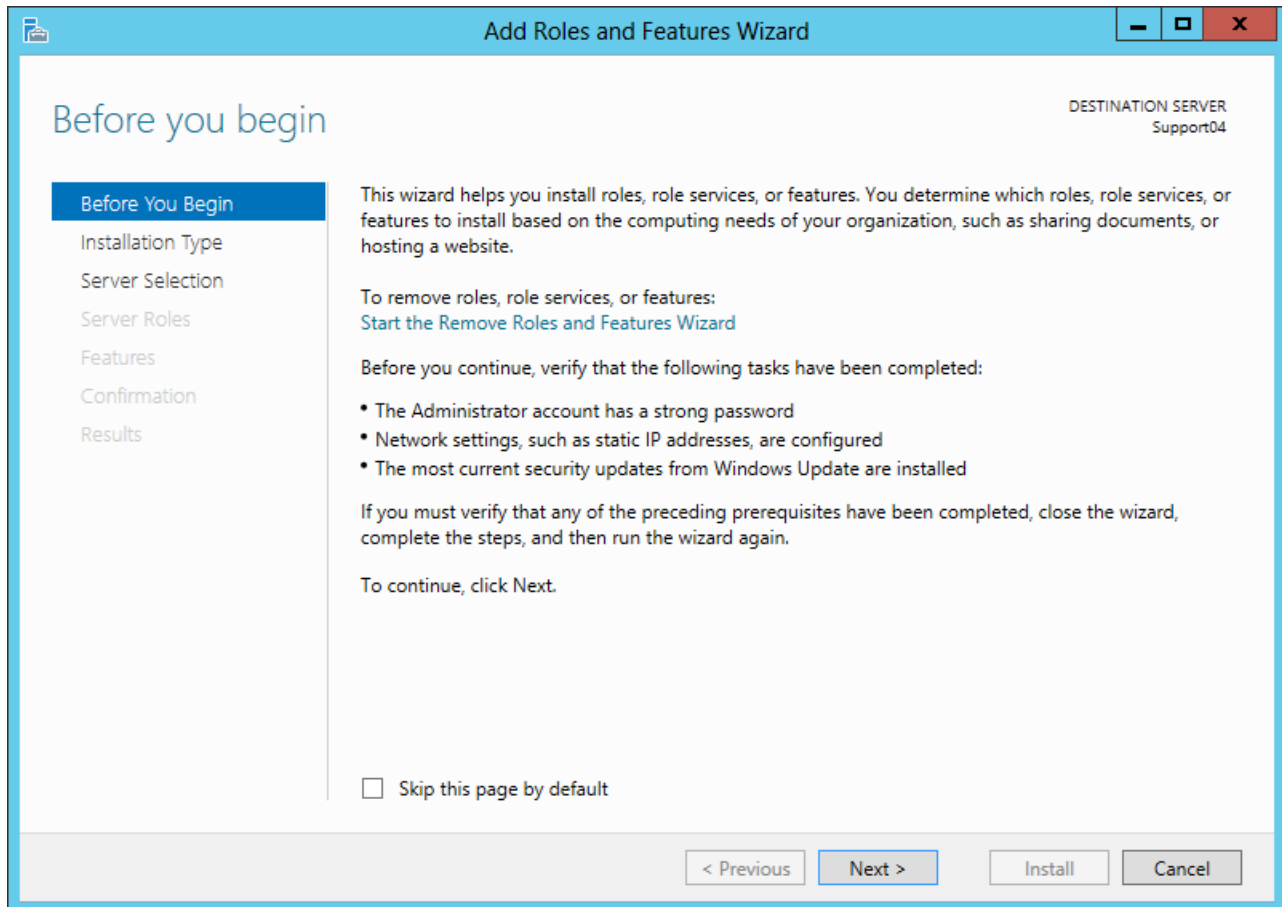 Add Roles and Features Wizard
Before you begin
DESTINATION SERVER
Support04
Before You Begin
Installation Type
Server Selection
Server Roles
Features
Confirmation
Results
This wizard helps you install roles, role services, or features. You determine which roles, role services, or
features to install based on the computing needs of your organization, such as sharing documents, or
hosting a website.
To remove roles, role services, or features:
Start the Remove Roles and Features Wizard
Before you continue, verify that the following tasks have been completed:
• The Administrator account has a strong password
• Network settings, such as static IP addresses, are configured
• The most current security updates from Windows Update are installed
If you must verify that any of the preceding prerequisites have been completed, close the wizard,
complete the steps, and then run the wizard again.
To continue, click Next.
Skip this page by default
< Previous
Next >
Install
Cancel